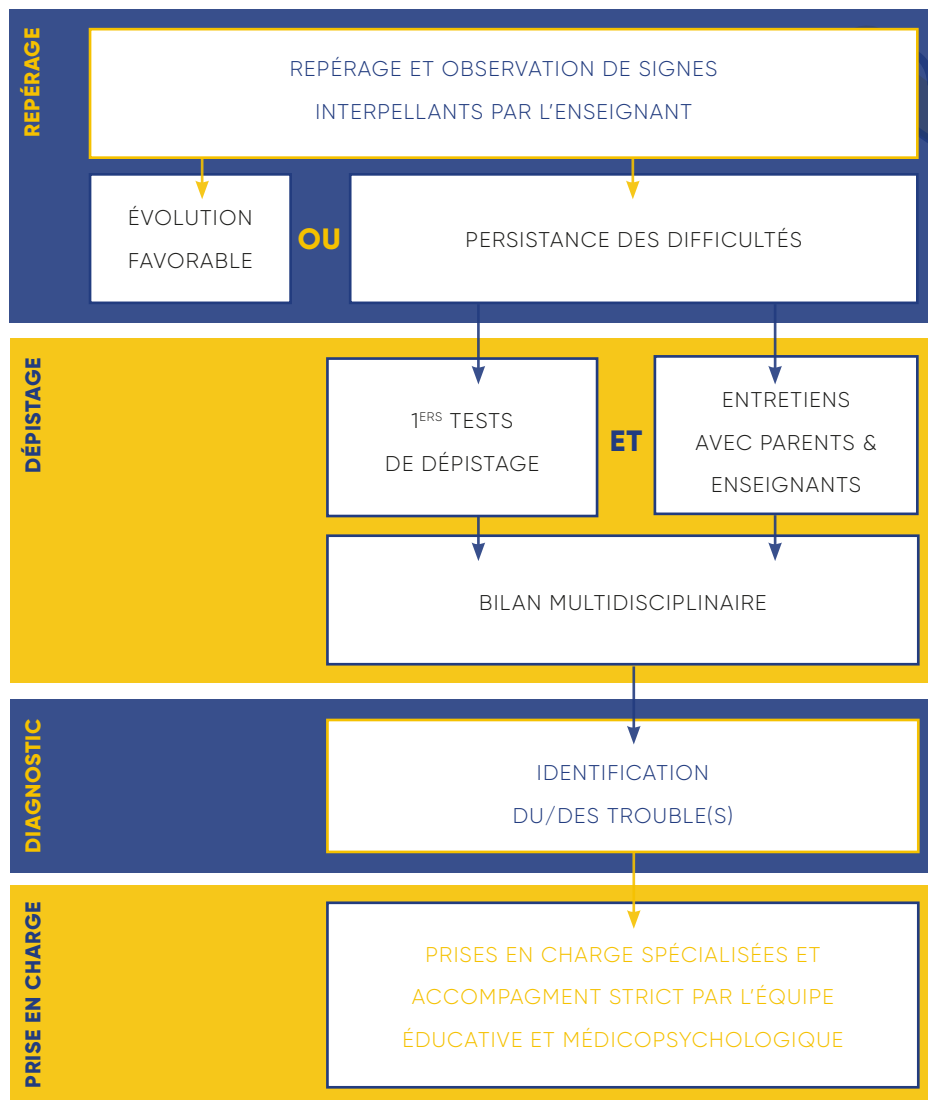 REPÉRAGE
REPÉRAGE ET OBSERVATION DE SIGNES
INTERPELLANTS PAR L'ENSEIGNANT
ÉVOLUTION
FAVORABLE
OU
PERSISTANCE DES DIFFICULTÉS
DÉPISTAGE
1ERS TESTS
DE DÉPISTAGE
ET
ENTRETIENS
AVEC PARENTS &
ENSEIGNANTS
BILAN MULTIDISCIPLINAIRE
DIAGNOSTIC
IDENTIFICATION
DU/DES TROUBLE(S)
PRISE EN CHARGE
PRISES EN CHARGE SPÉCIALISÉES ET
ACCOMPAGMENT STRICT PAR L'ÉQUIPE
ÉDUCATIVE ET MÉDICOPSYCHOLOGIQUE